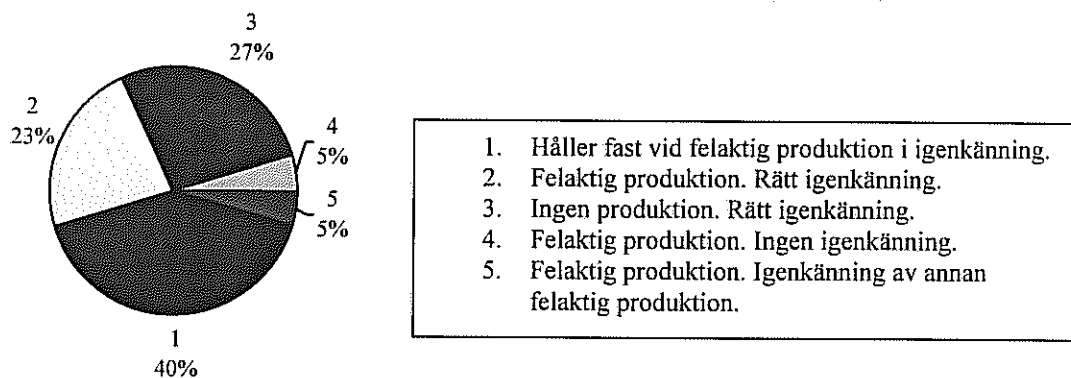 3
27%
2
23%
4
5%
5
5%
1
40%
1. Håller fast vid felaktig produktion i igenkänning.
2. Felaktig produktion. Rätt igenkänning.
3. Ingen produktion. Rätt igenkänning.
4. Felaktig produktion. Ingen igenkänning.
5. Felaktig produktion. Igenkänning av annan
felaktig produktion.